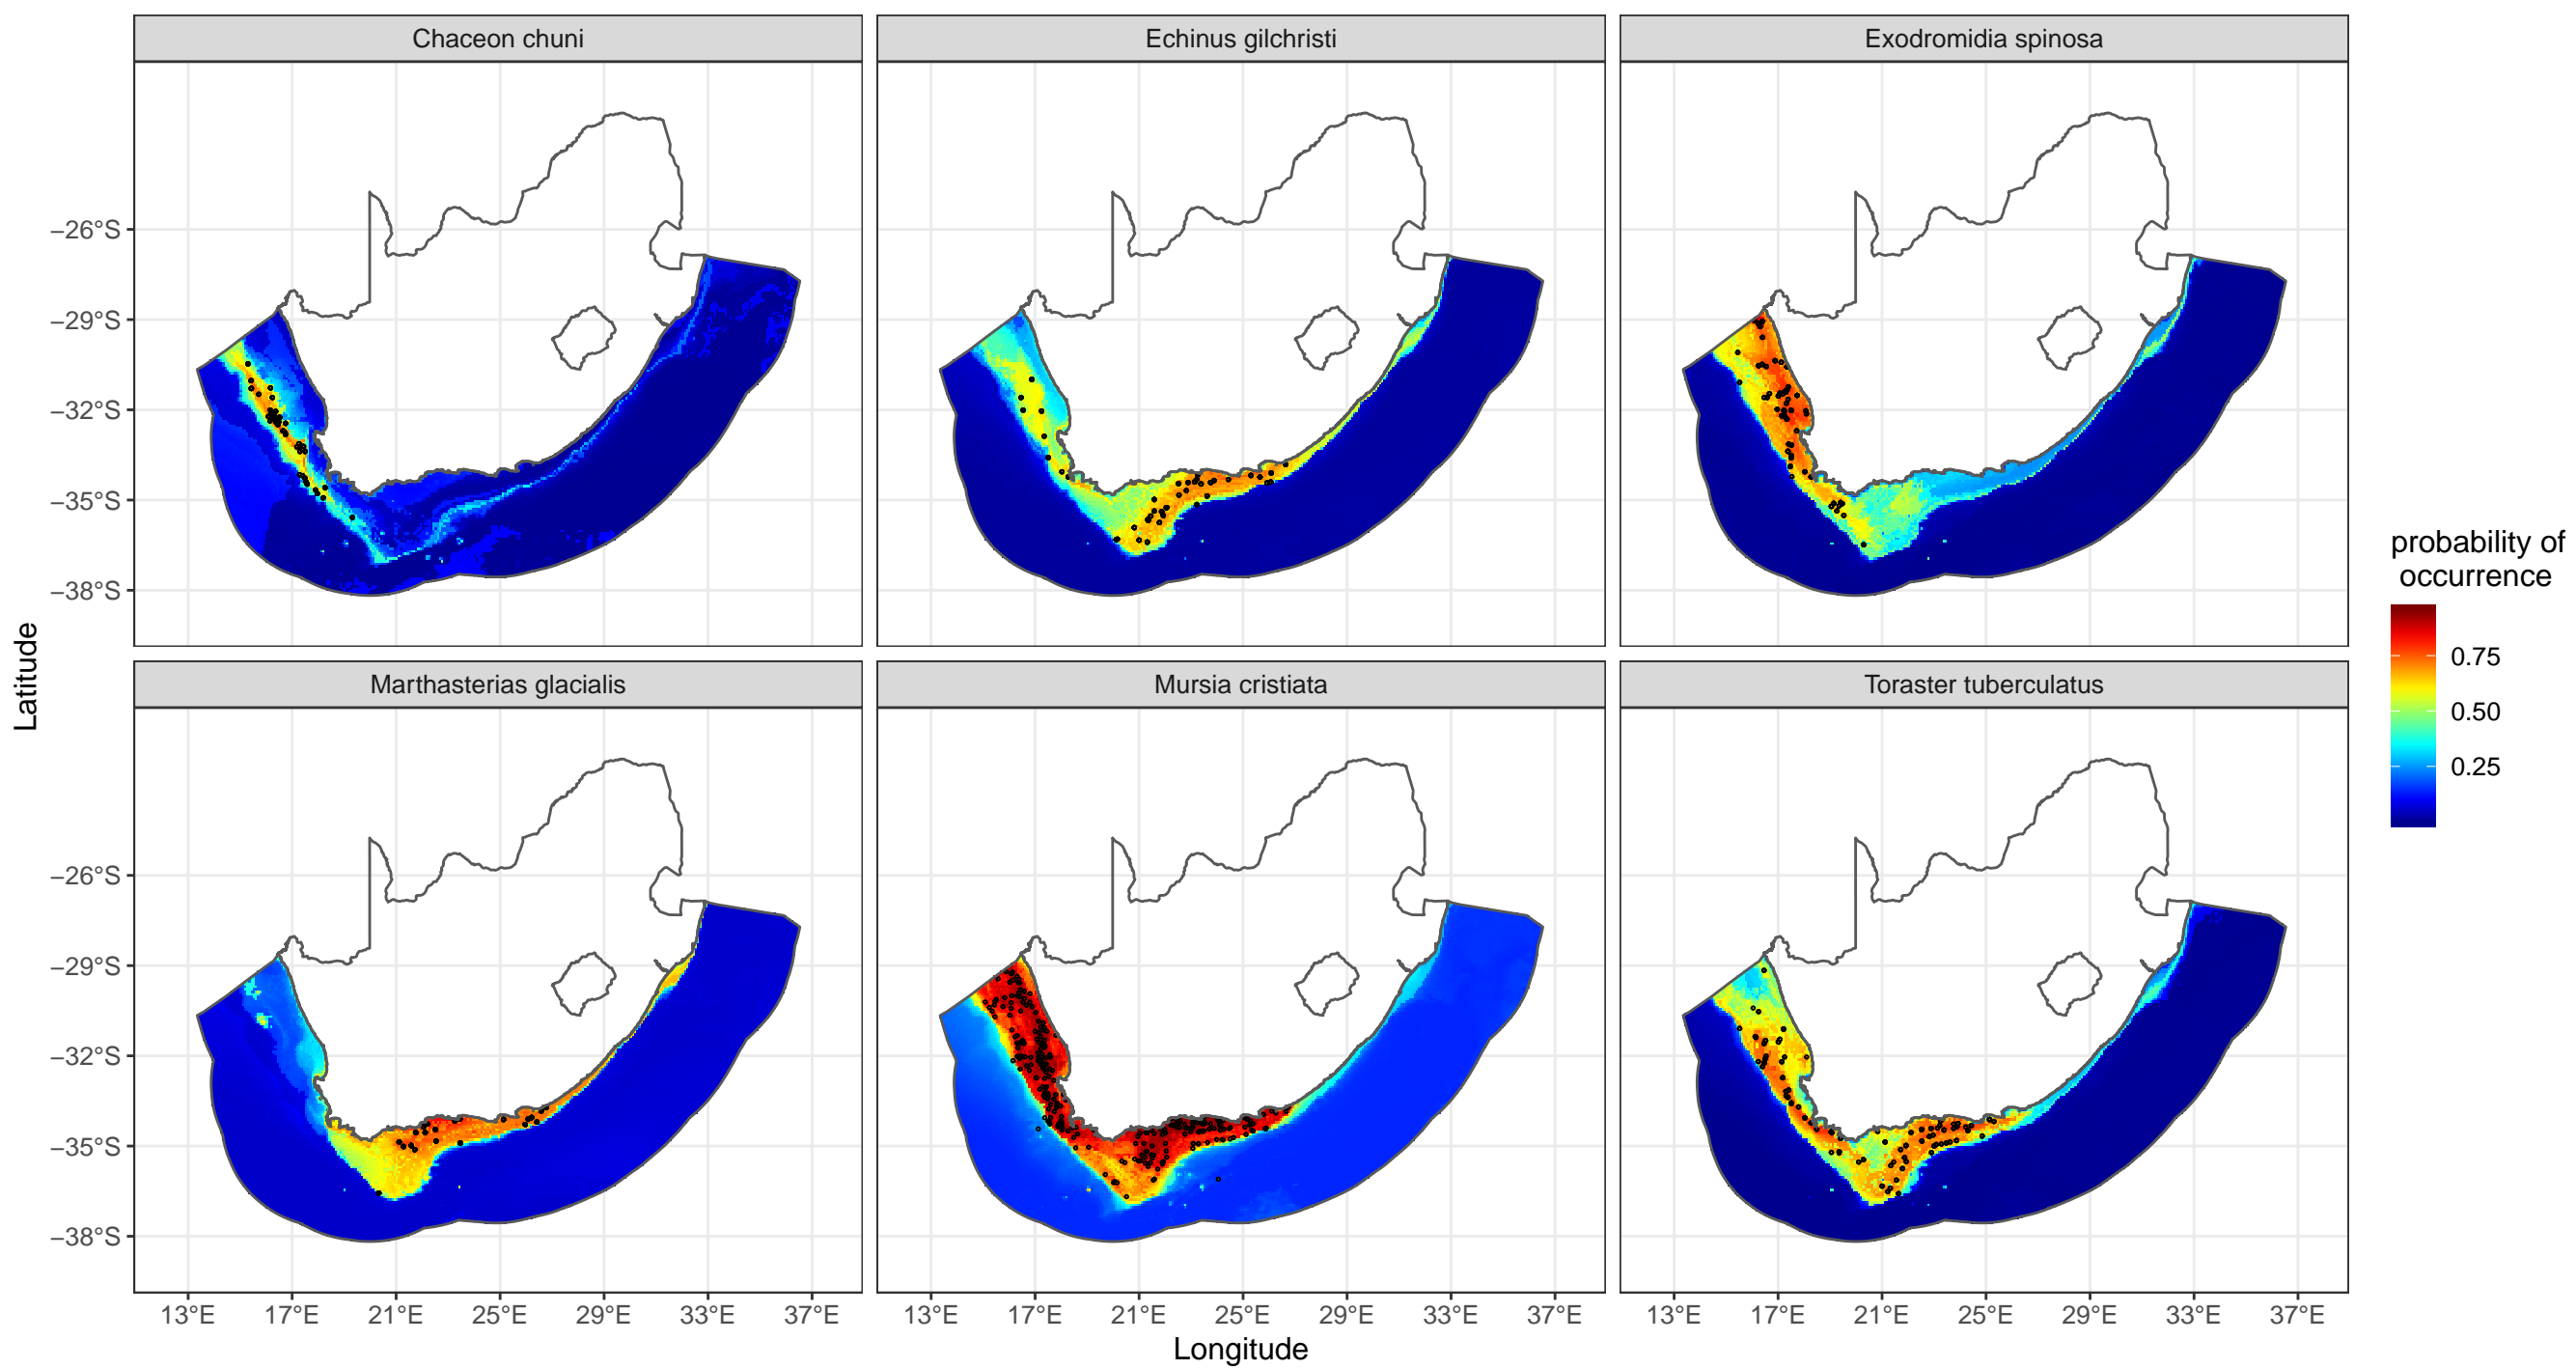 Chaceon chuni
Echinus gilchristi
Exodromidia spinosa
−26°S
−29°S
−32°S
−35°S
−38°S
probability of
occurrence
0.75
0.50
0.25
Latitude
Marthasterias glacialis
Mursia cristiata
Toraster tuberculatus
−26°S
−29°S
−32°S
−35°S
−38°S
13°E 17°E 21°E 25°E 29°E 33°E 37°E
13°E 17°E 21°E 25°E 29°E 33°E 37°E
13°E 17°E 21°E 25°E 29°E 33°E 37°E
Longitude